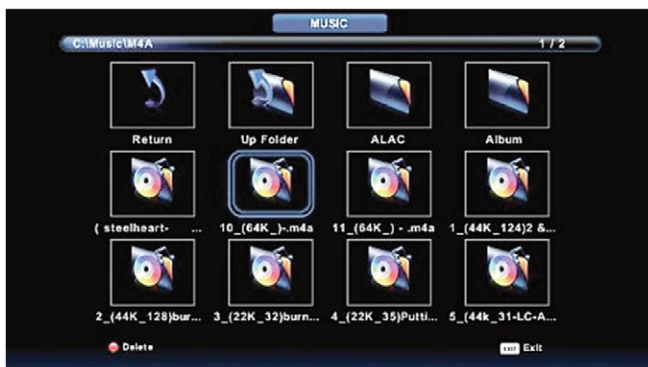 MUSIC
C:\Music\M4A 1 / 2
Return Up Folder ALAC Album
( steelheart- ... 10_(64K_)-.m4a 11_(64K_) - .m4a 1_(44K_124)2 &...
2_(44K_128)bur... 3_(22K_32)burn... 4_(22K_35)Putti... 5_(44k_31-LC-A...
Delete EXIT Exit